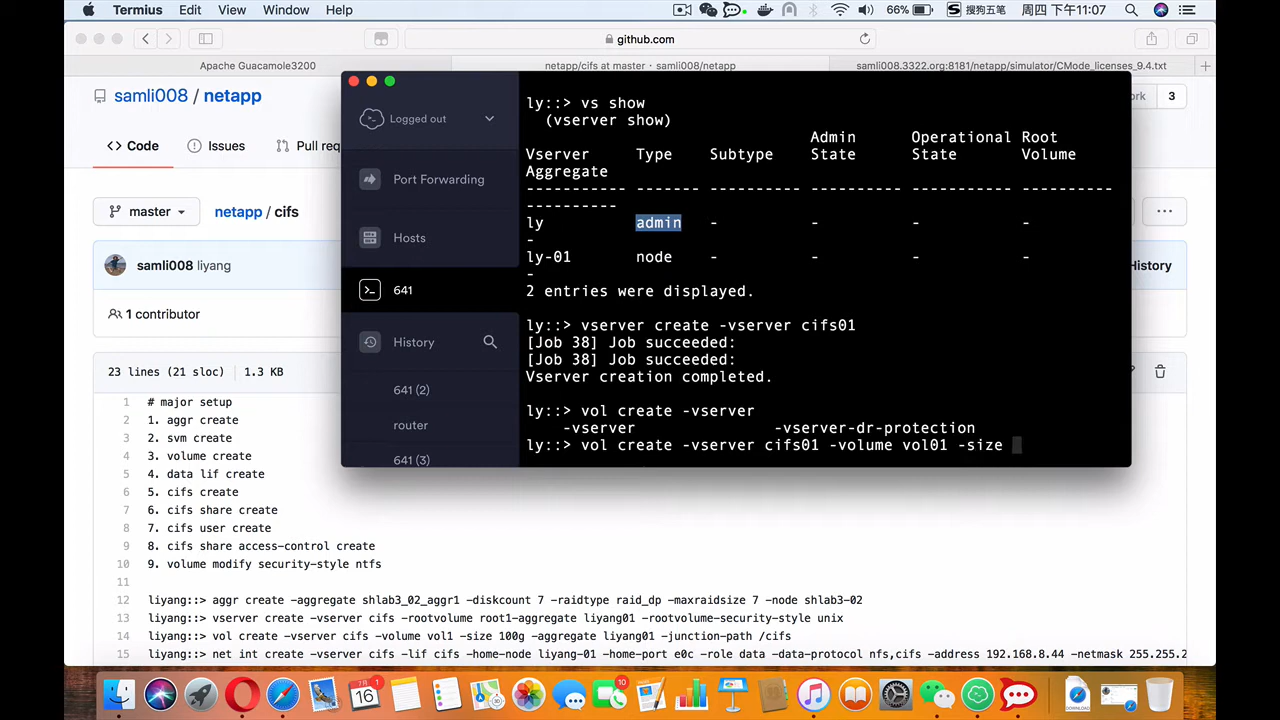 Termius Edit View Window Help
66% 搜狗五笔 周四 下午11:07
github.com
Apache Guacamole3200
netapp/cifs at master · samli008/netapp
samli008.3322.org:8181/netapp/simulator/CMode_licenses_9.4.txt
samli008 / netapp
ork 3
Code Issues Pull req
master netapp / cifs ...
samli008 liyang History
1 contributor
23 lines (21 sloc) 1.3 KB
1 # major setup
2 1. aggr create
3 2. svm create
4 3. volume create
5 4. data lif create
6 5. cifs create
7 6. cifs share create
8 7. cifs user create
9 8. cifs share access-control create
10 9. volume modify security-style ntfs
11
12 liyang::> aggr create -aggregate shlab3_02_aggr1 -diskcount 7 -raidtype raid_dp -maxraidsize 7 -node shlab3-02
13 liyang::> vserver create -vserver cifs -rootvolume root1-aggregate liyang01 -rootvolume-security-style unix
14 liyang::> vol create -vserver cifs -volume vol1 -size 100g -aggregate liyang01 -junction-path /cifs
15 liyang::> net int create -vserver cifs -lif cifs -home-node liyang-01 -home-port e0c -role data -data-protocol nfs,cifs -address 192.168.8.44 -netmask 255.255.2
Logged out
Port Forwarding
Hosts
641
History
641 (2)
router
641 (3)
ly::> vs show
(vserver show)
Admin Operational Root
Vserver Type Subtype State State Volume
Aggregate
----------- ------- ---------- ---------- ----------- ----------
----------
ly admin - - - -
-
ly-01 node - - - -
-
2 entries were displayed.
ly::> vserver create -vserver cifs01
[Job 38] Job succeeded:
[Job 38] Job succeeded:
Vserver creation completed.
ly::> vol create -vserver
-vserver -vserver-dr-protection
ly::> vol create -vserver cifs01 -volume vol01 -size
7月
16
10
DOWNLOAD